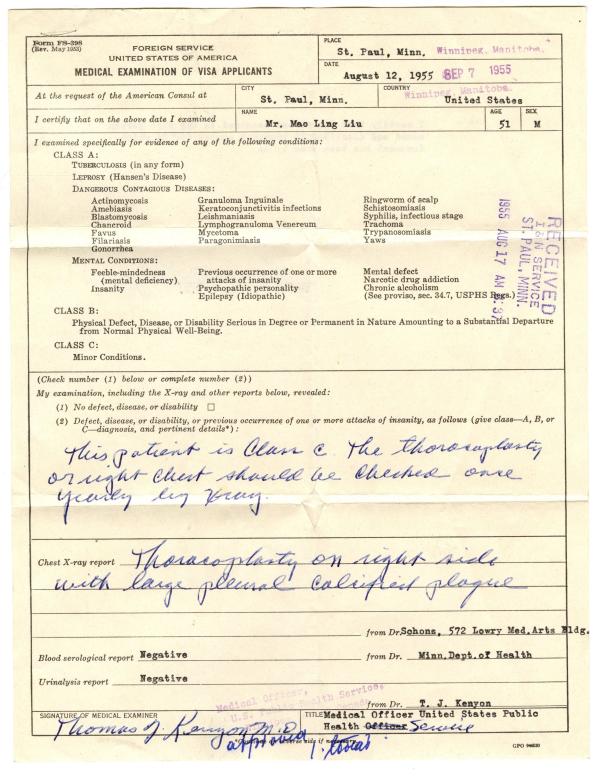 Form FS-398
(Rev. May 1953)
FOREIGN SERVICE
UNITED STATES OF AMERICA
MEDICAL EXAMINATION OF VISA APPLICANTS
PLACE
St. Paul, Minn. Winnipeg, Manitoba.
DATE
August 12, 1955 SEP 7 1955
At the request of the American Consul at
CITY
St. Paul, Minn.
COUNTRY
Winnipeg, Manitoba.
United States
I certify that on the above date I examined
NAME
Mr. Mao Ling Liu
AGE
51
SEX
M
I examined specifically for evidence of any of the following conditions:
CLASS A:
TUBERCULOSIS (in any form)
LEPROSY (Hansen's Disease)
DANGEROUS CONTAGIOUS DISEASES:
Actinomycosis Granuloma Inguinale Ringworm of scalp
Amebiasis Keratoconjunctivitis infections Schistosomiasis
Blastomycosis Leishmaniasis Syphilis, infectious stage
Chancroid Lymphogranuloma Venereum Trachoma
Favus Mycetoma Trypanosomiasis
Filariasis Paragonimiasis Yaws
Gonorrhea
MENTAL CONDITIONS:
Feeble-mindedness Previous occurrence of one or more Mental defect
(mental deficiency) attacks of insanity Narcotic drug addiction
Insanity Psychopathic personality Chronic alcoholism
Epilepsy (Idiopathic) (See proviso, sec. 34.7, USPHS Regs.)
RECEIVED
I&N SERVICE
ST. PAUL, MINN.
1955 AUG 17 AM
CLASS B:
Physical Defect, Disease, or Disability Serious in Degree or Permanent in Nature Amounting to a Substantial Departure
from Normal Physical Well-Being.
CLASS C:
Minor Conditions.
(Check number (1) below or complete number (2))
My examination, including the X-ray and other reports below, revealed:
(1) No defect, disease, or disability
(2) Defect, disease, or disability, or previous occurrence of one or more attacks of insanity, as follows (give class—A, B, or
C—diagnosis, and pertinent details*):
This patient is Class C. The thoracoplasty
or right chest should be checked once
yearly by Xray.
Chest X-ray report Thoracoplasty on right side
with large pleural calcified plaque
from Dr. Schons, 572 Lowry Med. Arts Bldg.
Blood serological report Negative from Dr. Minn. Dept. of Health
Urinalysis report Negative
Medical Officer,
U.S. Public Health Service,
from Dr. T. J. Kenyon
SIGNATURE OF MEDICAL EXAMINER
Thomas J. Kenyon M.D.
TITLE Medical Officer United States Public
Health Officer Service
approved
GPO